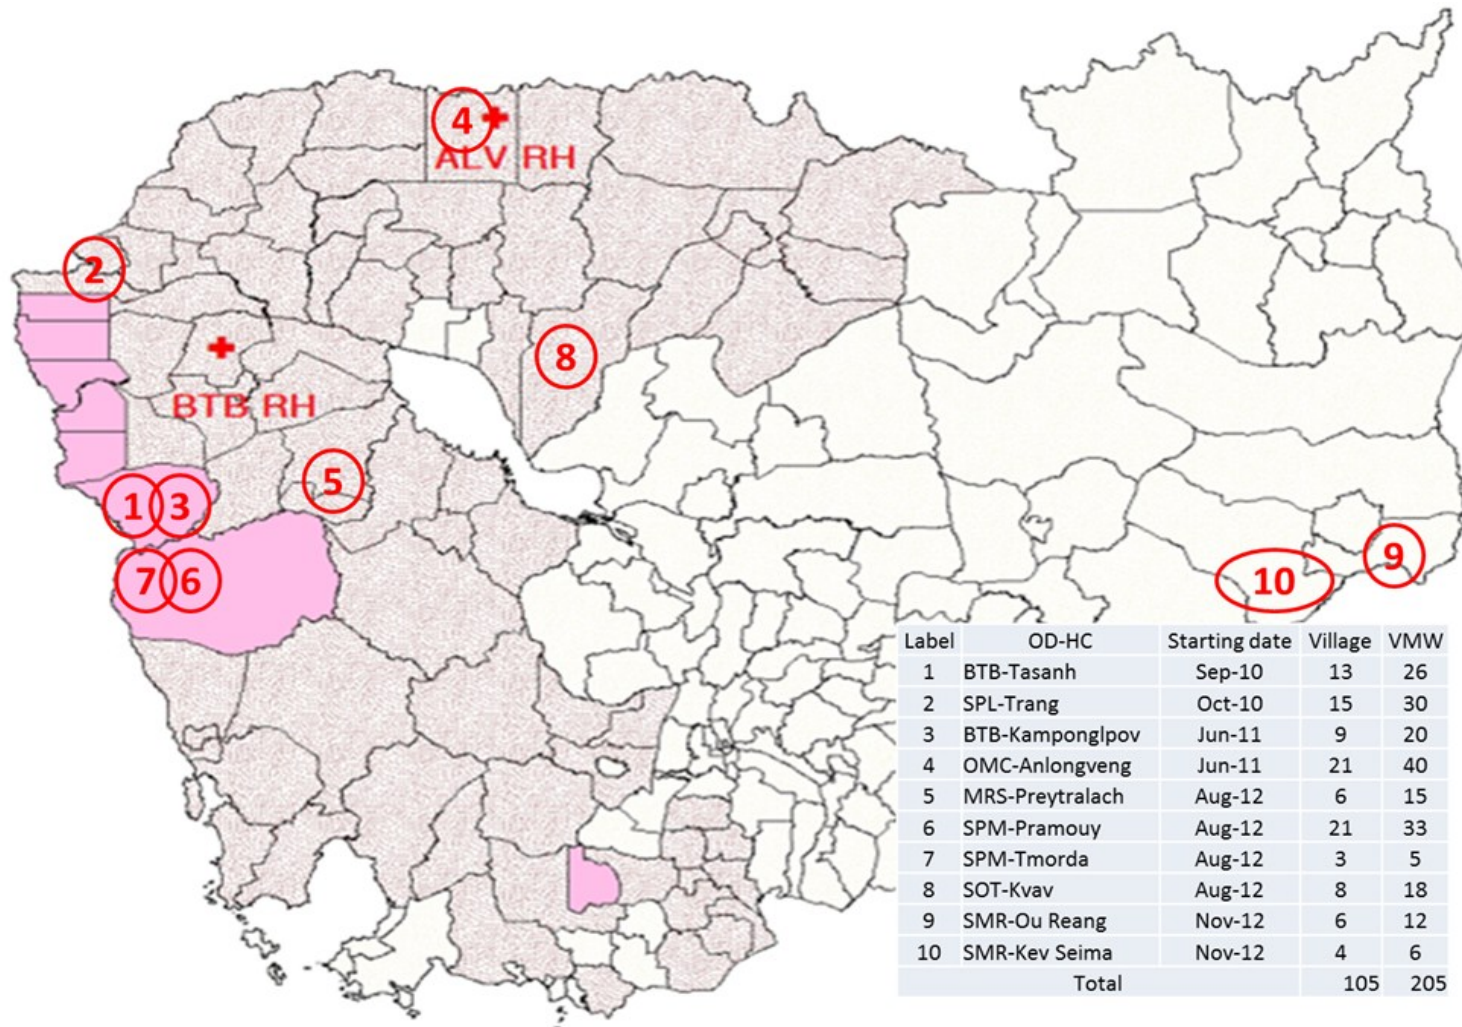 4
ALV RH
2
8
BTB RH
5
1 3
7 6
9
10
Label OD-HC Starting date Village VMW
1 BTB-Tasanh Sep-10 13 26
2 SPL-Trang Oct-10 15 30
3 BTB-Kamponglpov Jun-11 9 20
4 OMC-Anlongveng Jun-11 21 40
5 MRS-Preytralach Aug-12 6 15
6 SPM-Pramouy Aug-12 21 33
7 SPM-Tmorda Aug-12 3 5
8 SOT-Kvav Aug-12 8 18
9 SMR-Ou Reang Nov-12 6 12
10 SMR-Kev Seima Nov-12 4 6
Total 105 205